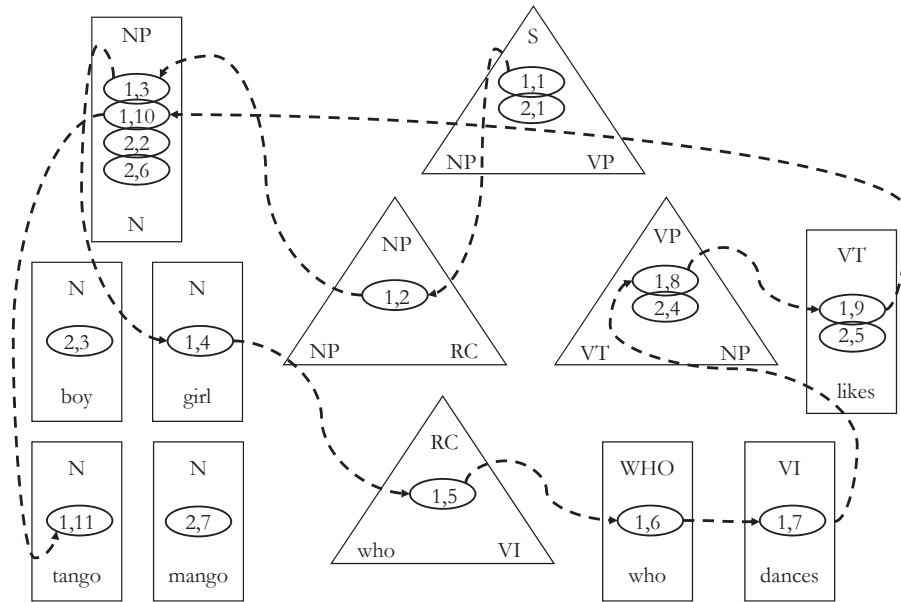 NP
1,3
1,10
2,2
2,6
N
S
1,1
2,1
NP VP
NP
1,2
NP RC
VP
1,8
2,4
VT NP
VT
1,9
2,5
likes
N
2,3
boy
N
1,4
girl
RC
1,5
who VI
N
1,11
tango
N
2,7
mango
WHO
1,6
who
VI
1,7
dances